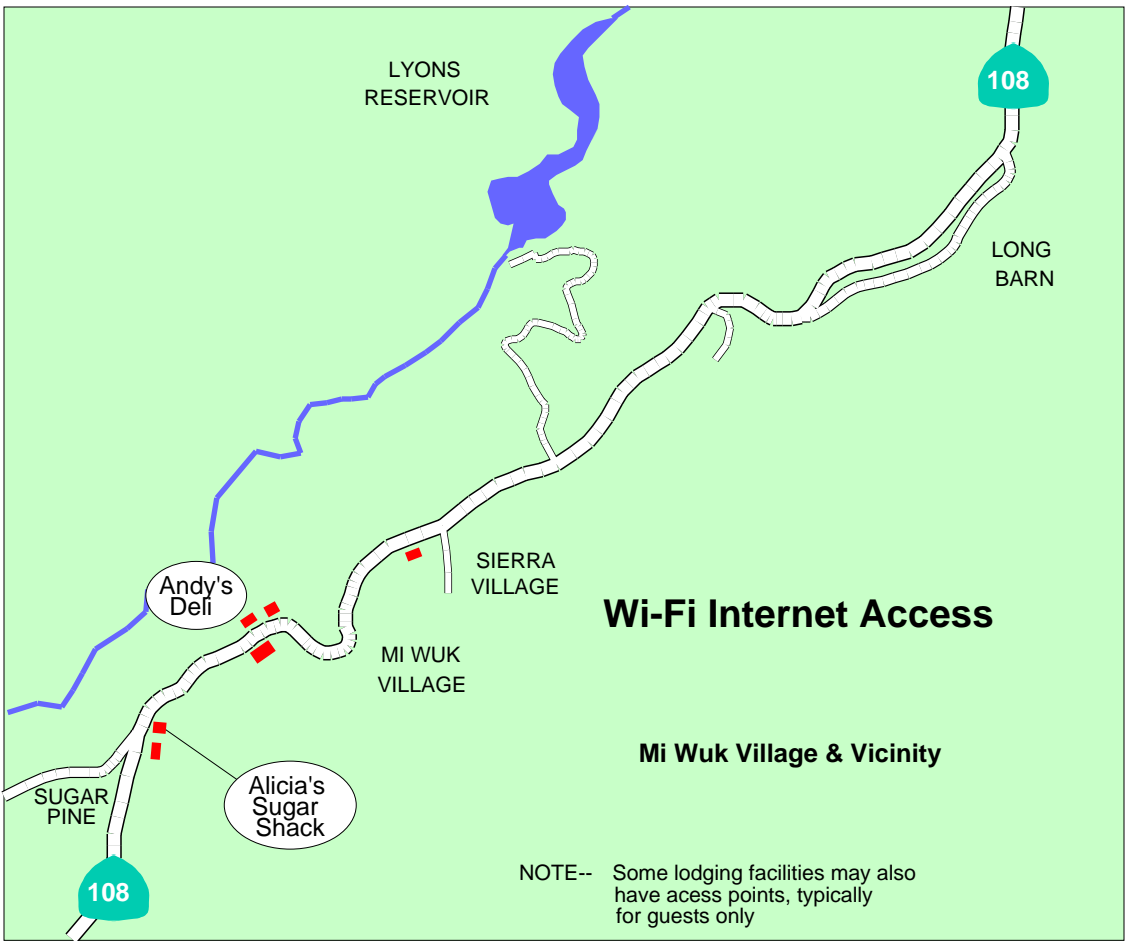 LYONS
RESERVOIR
108
LONG
BARN
SIERRA
VILLAGE
Andy's
Deli
Wi-Fi Internet Access
MI WUK
VILLAGE
Mi Wuk Village & Vicinity
SUGAR
PINE
Alicia's
Sugar
Shack
108
NOTE-- Some lodging facilities may also
have acess points, typically
for guests only